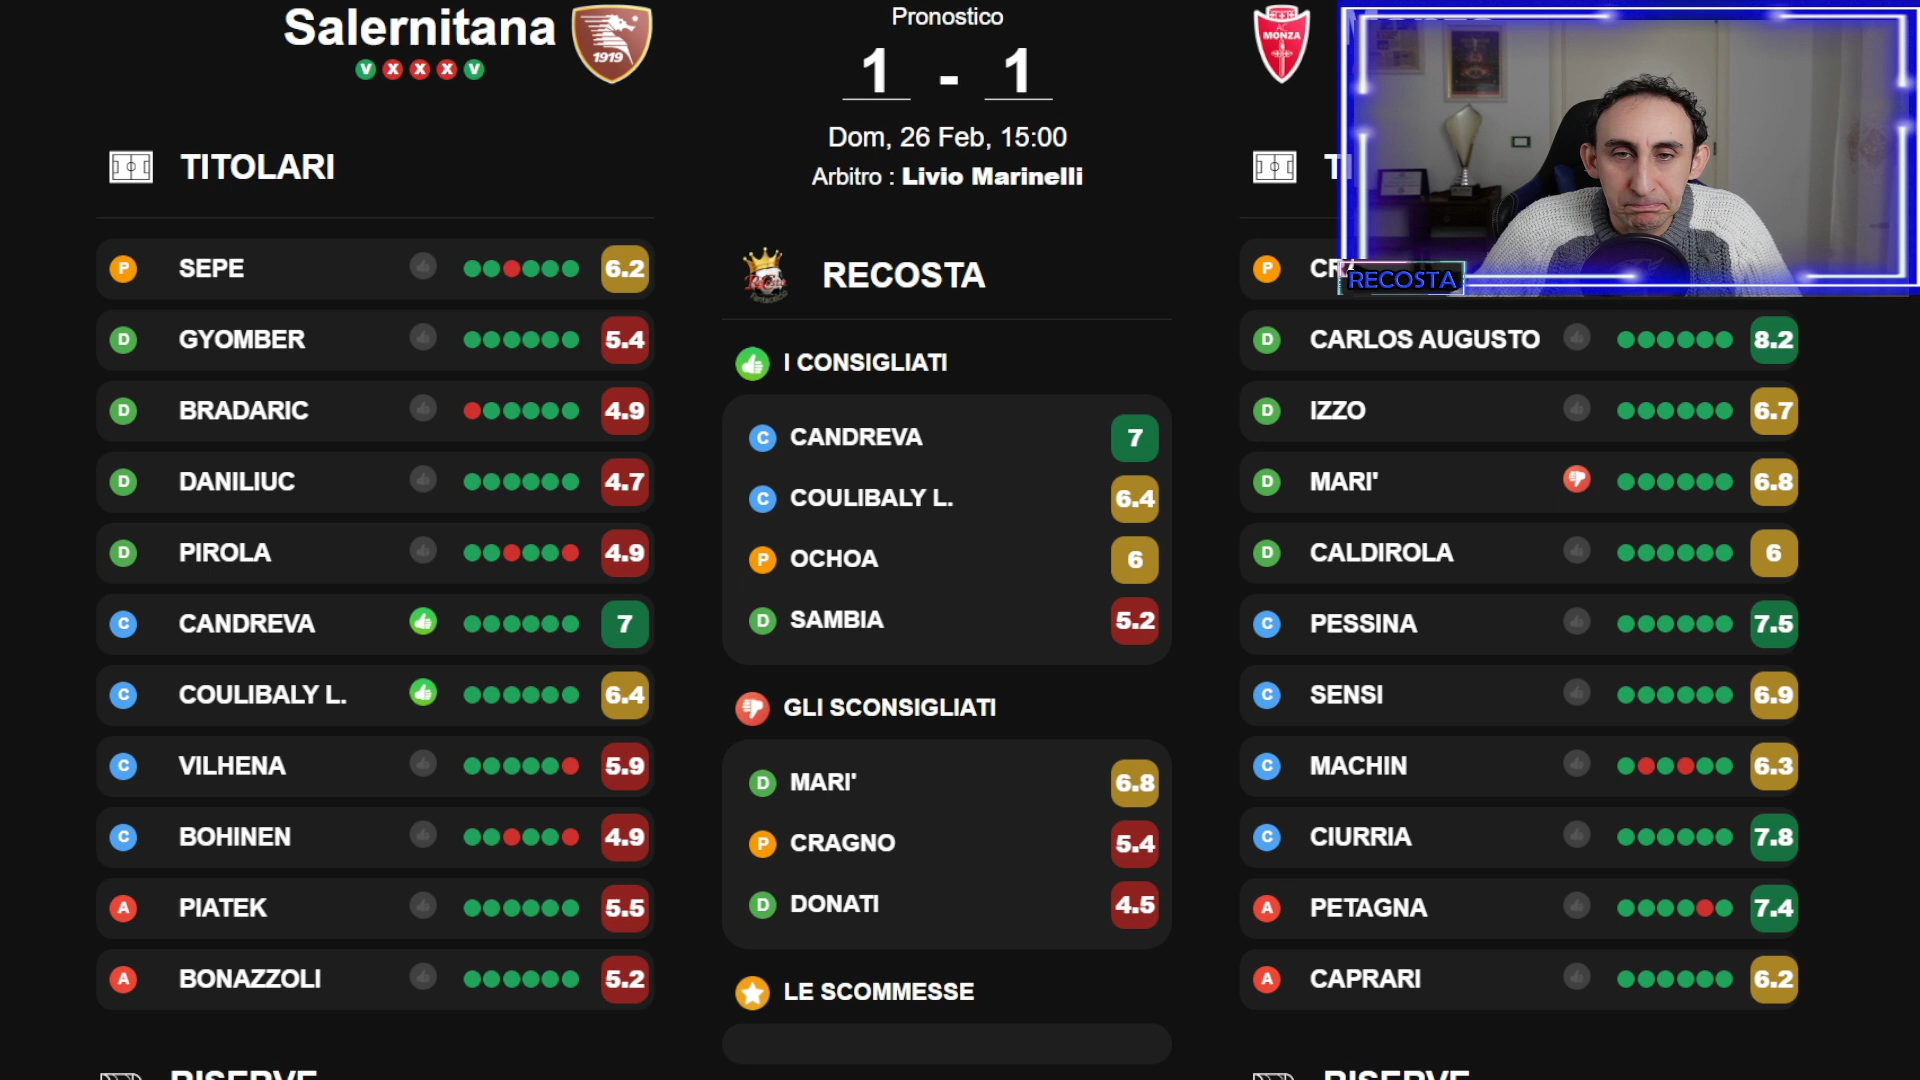 Salernitana
V X X X V
1919
Pronostico
1 - 1
Dom, 26 Feb, 15:00
Arbitro : Livio Marinelli
MONZA
TITOLARI
P SEPE 6.2
D GYOMBER 5.4
D BRADARIC 4.9
D DANILIUC 4.7
D PIROLA 4.9
C CANDREVA 7
C COULIBALY L. 6.4
C VILHENA 5.9
C BOHINEN 4.9
A PIATEK 5.5
A BONAZZOLI 5.2
RISERVE
RECOSTA
I CONSIGLIATI
C CANDREVA 7
C COULIBALY L. 6.4
P OCHOA 6
D SAMBIA 5.2
GLI SCONSIGLIATI
D MARI' 6.8
P CRAGNO 5.4
D DONATI 4.5
LE SCOMMESSE
RECOSTA
P
D CARLOS AUGUSTO 8.2
D IZZO 6.7
D MARI' 6.8
D CALDIROLA 6
C PESSINA 7.5
C SENSI 6.9
C MACHIN 6.3
C CIURRIA 7.8
A PETAGNA 7.4
A CAPRARI 6.2
RISERVE